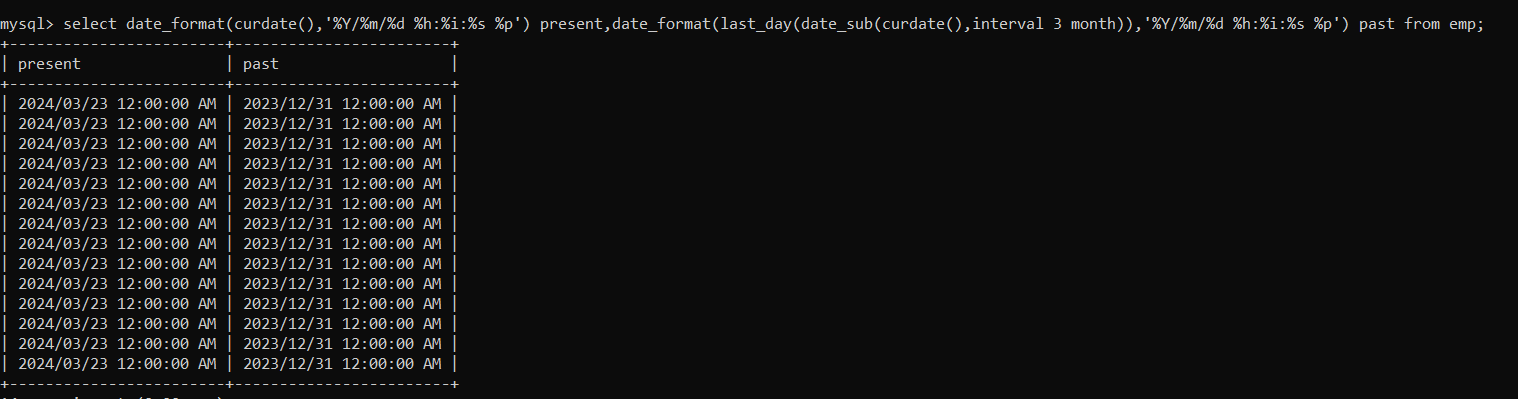 mysql> select date_format(curdate(),'%Y/%m/%d %h:%i:%s %p') present,date_format(last_day(date_sub(curdate(),interval 3 month)),'%Y/%m/%d %h:%i:%s %p') past from emp;
+------------------------+------------------------+
| present                | past                   |
+------------------------+------------------------+
| 2024/03/23 12:00:00 AM | 2023/12/31 12:00:00 AM |
| 2024/03/23 12:00:00 AM | 2023/12/31 12:00:00 AM |
| 2024/03/23 12:00:00 AM | 2023/12/31 12:00:00 AM |
| 2024/03/23 12:00:00 AM | 2023/12/31 12:00:00 AM |
| 2024/03/23 12:00:00 AM | 2023/12/31 12:00:00 AM |
| 2024/03/23 12:00:00 AM | 2023/12/31 12:00:00 AM |
| 2024/03/23 12:00:00 AM | 2023/12/31 12:00:00 AM |
| 2024/03/23 12:00:00 AM | 2023/12/31 12:00:00 AM |
| 2024/03/23 12:00:00 AM | 2023/12/31 12:00:00 AM |
| 2024/03/23 12:00:00 AM | 2023/12/31 12:00:00 AM |
| 2024/03/23 12:00:00 AM | 2023/12/31 12:00:00 AM |
| 2024/03/23 12:00:00 AM | 2023/12/31 12:00:00 AM |
| 2024/03/23 12:00:00 AM | 2023/12/31 12:00:00 AM |
| 2024/03/23 12:00:00 AM | 2023/12/31 12:00:00 AM |
+------------------------+------------------------+